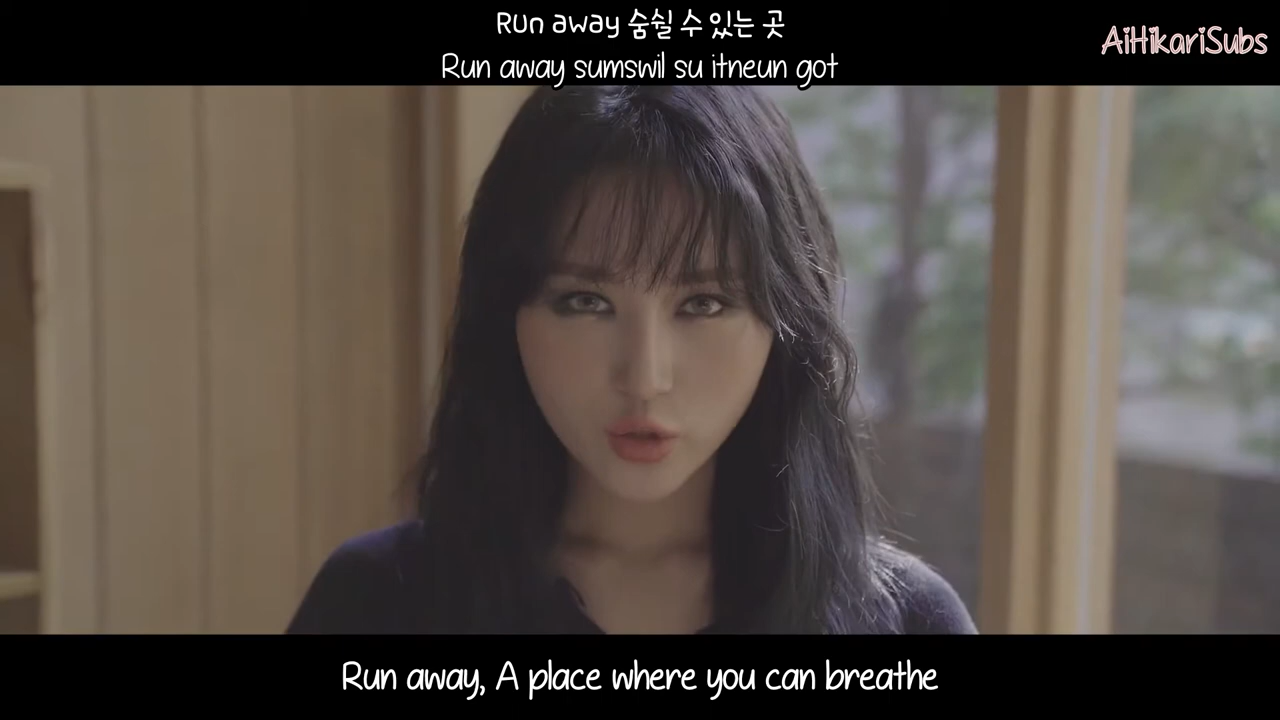 Run away 숨쉴 수 있는 곳
Run away sumswil su itneun got
AiHikariSubs
Run away, A place where you can breathe